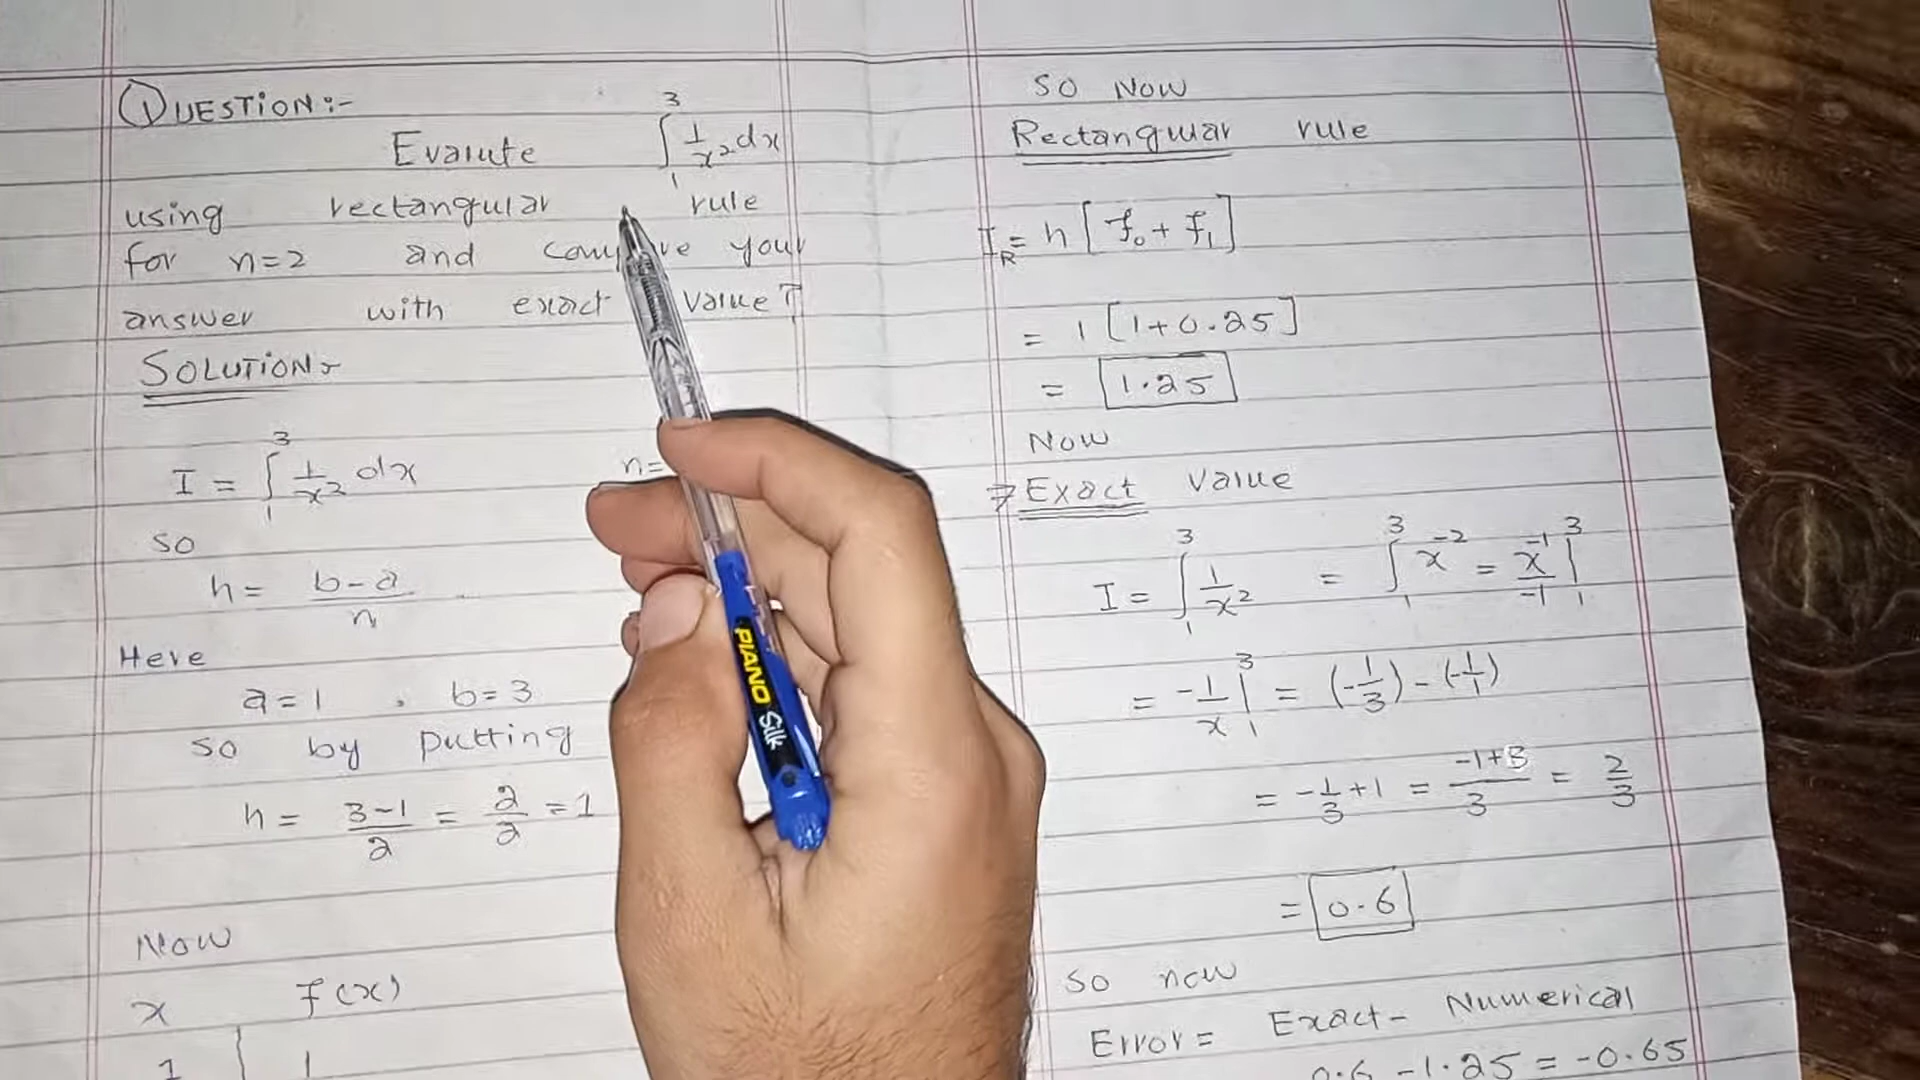 QUESTION:-
Evalute ∫₁³ 1/x² dx
using rectangular rule
for n=2 and your
answer with exact value?
SOLUTION:-
I = ∫₁³ 1/x² dx n=
so
h = b-a/n
Here
a=1 , b=3
so by putting
h = 3-1/2 = 2/2 = 1
Now
x f(x)
1 1
SO NOW
Rectangular rule
I_R = h[f₀ + f₁]
= 1[1+0.25]
= 1.25
Now
⇒ Exact value
I = ∫₁³ 1/x² = ∫₁³ x⁻² = x⁻¹/-1 |₁³
= -1/x |₁³ = (-1/3) - (-1/1)
= -1/3 + 1 = -1+3/3 = 2/3
= 0.6
so now
Error = Exact - Numerical
0.6 - 1.25 = -0.65
PIANO Silk